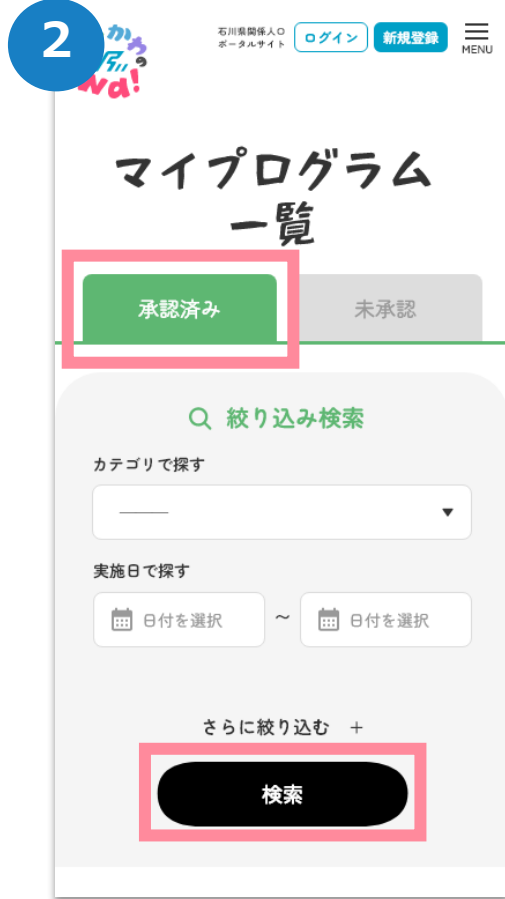 2
石川県関係人口
ポータルサイト
ログイン
新規登録
MENU
マイプログラム
一覧
承認済み
未承認
絞り込み検索
カテゴリで探す
実施日で探す
日付を選択
~
日付を選択
さらに絞り込む +
検索